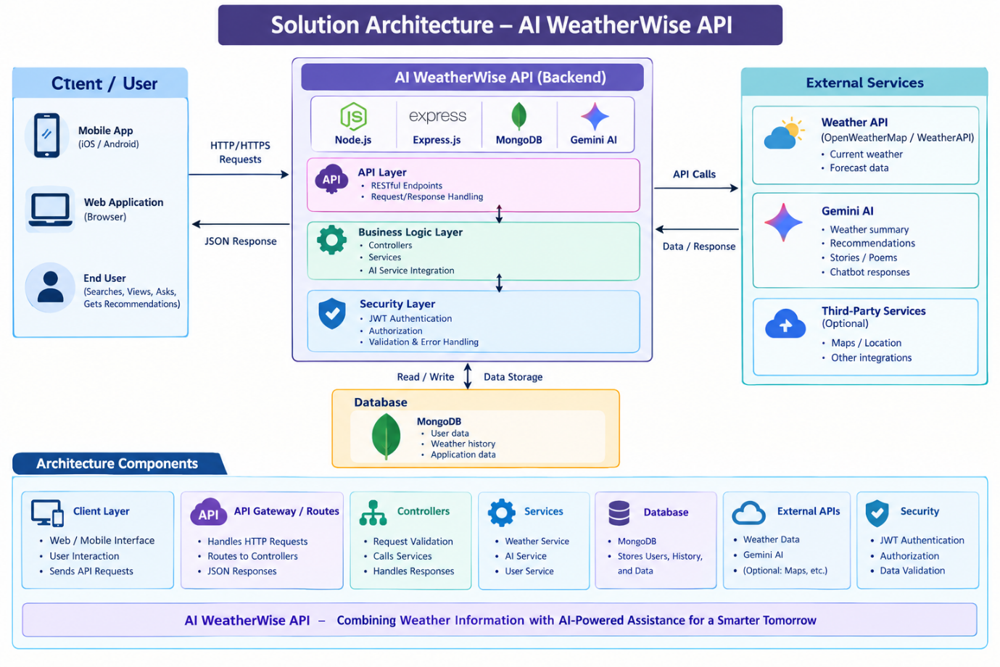 Solution Architecture – AI WeatherWise API
Client / User
Mobile App
(iOS / Android)
Web Application
(Browser)
End User
(Searches, Views, Asks,
Gets Recommendations)
HTTP/HTTPS
Requests
JSON Response
AI WeatherWise API (Backend)
JS
Node.js
express
Express.js
MongoDB
Gemini AI
API
API Layer
• RESTful Endpoints
• Request/Response Handling
Business Logic Layer
• Controllers
• Services
• AI Service Integration
Security Layer
• JWT Authentication
• Authorization
• Validation & Error Handling
API Calls
Data / Response
External Services
Weather API
(OpenWeatherMap / WeatherAPI)
• Current weather
• Forecast data
Gemini AI
• Weather summary
• Recommendations
• Stories / Poems
• Chatbot responses
Third-Party Services
(Optional)
• Maps / Location
• Other integrations
Read / Write
Data Storage
Database
MongoDB
• User data
• Weather history
• Application data
Architecture Components
Client Layer
• Web / Mobile Interface
• User Interaction
• Sends API Requests
API
API Gateway / Routes
• Handles HTTP Requests
• Routes to Controllers
• JSON Responses
Controllers
• Request Validation
• Calls Services
• Handles Responses
Services
• Weather Service
• AI Service
• User Service
Database
• MongoDB
• Stores Users, History,
and Data
External APIs
• Weather Data
• Gemini AI
• (Optional: Maps, etc.)
Security
• JWT Authentication
• Authorization
• Data Validation
AI WeatherWise API – Combining Weather Information with AI-Powered Assistance for a Smarter Tomorrow